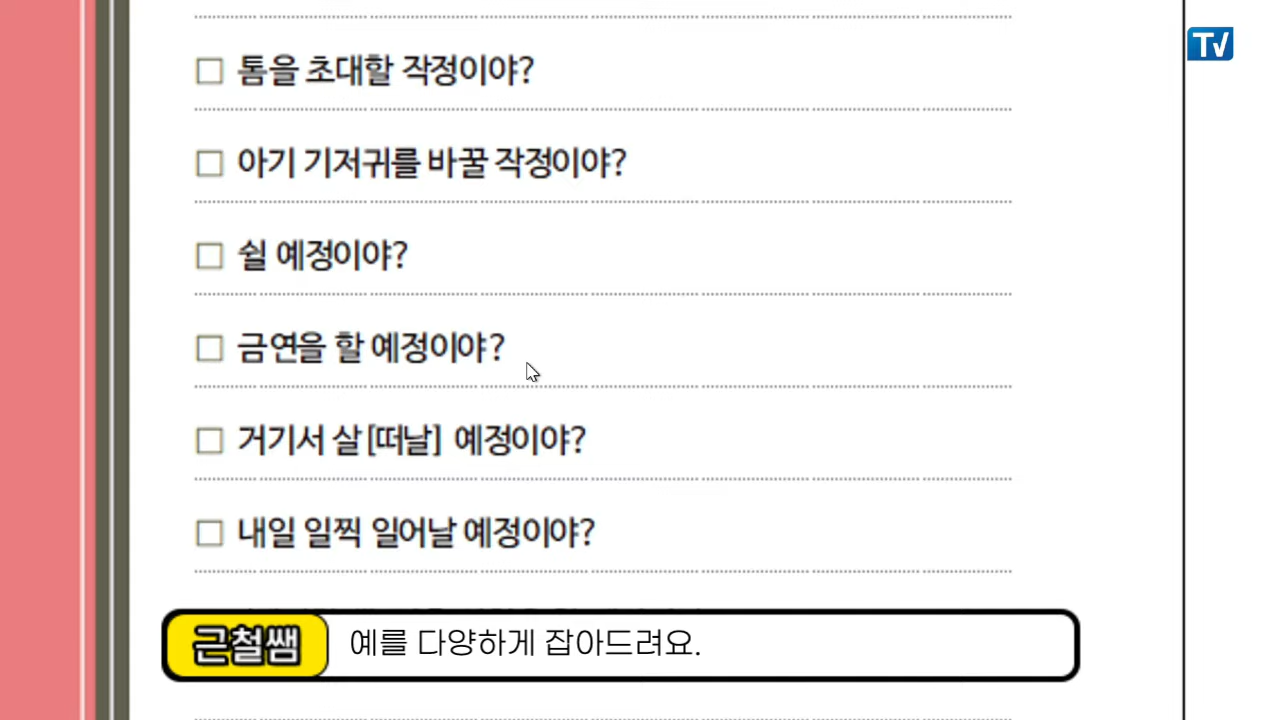 TV
톰을 초대할 작정이야?
아기 기저귀를 바꿀 작정이야?
쉴 예정이야?
금연을 할 예정이야?
거기서 살[떠날] 예정이야?
내일 일찍 일어날 예정이야?
근철쌤 예를 다양하게 잡아드려요.